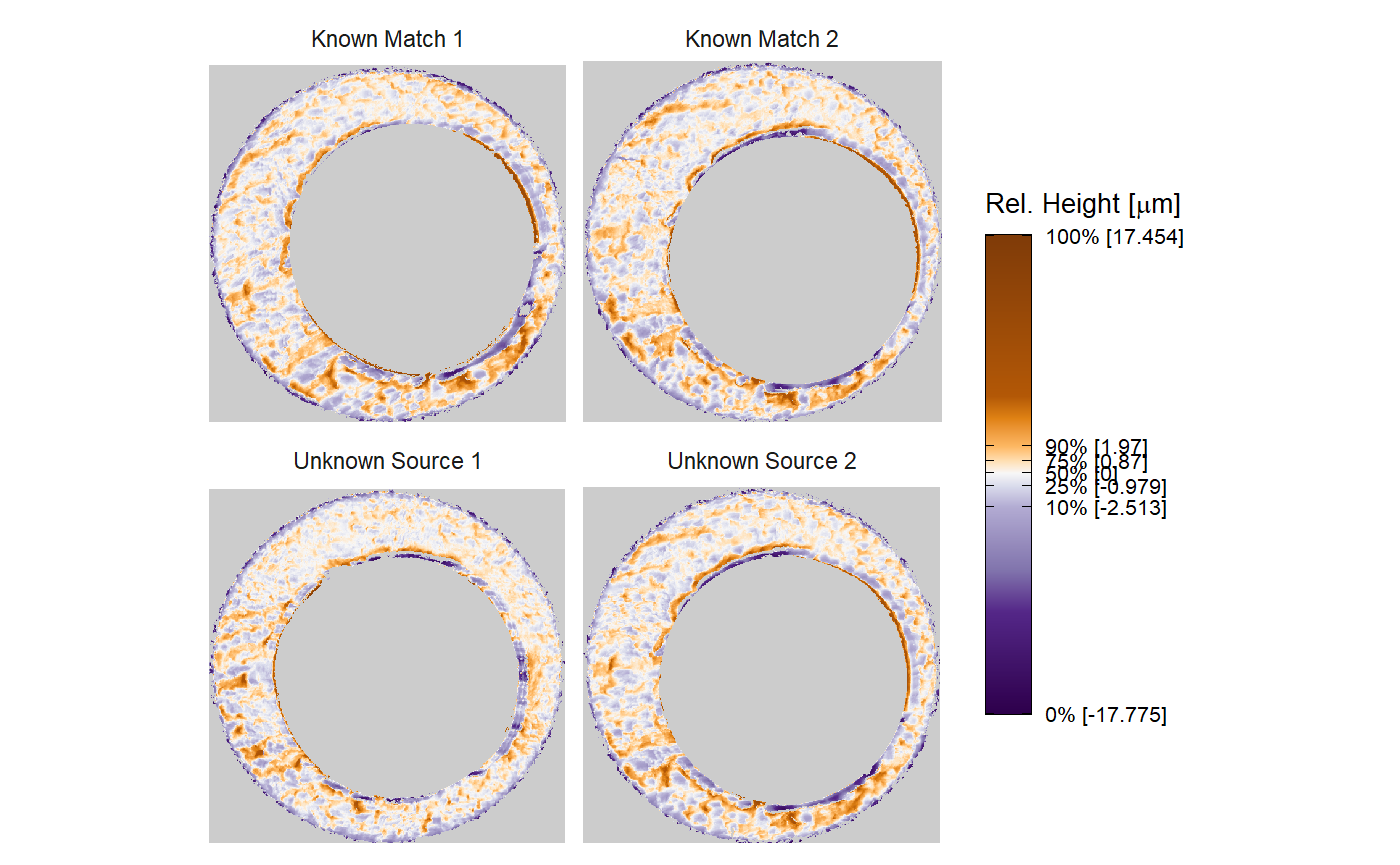 Known Match 1
Known Match 2
Unknown Source 1
Unknown Source 2
Rel. Height [μm]
100% [17.454]
90% [1.97]
75% [0.87]
50% [0]
25% [-0.979]
10% [-2.513]
0% [-17.775]